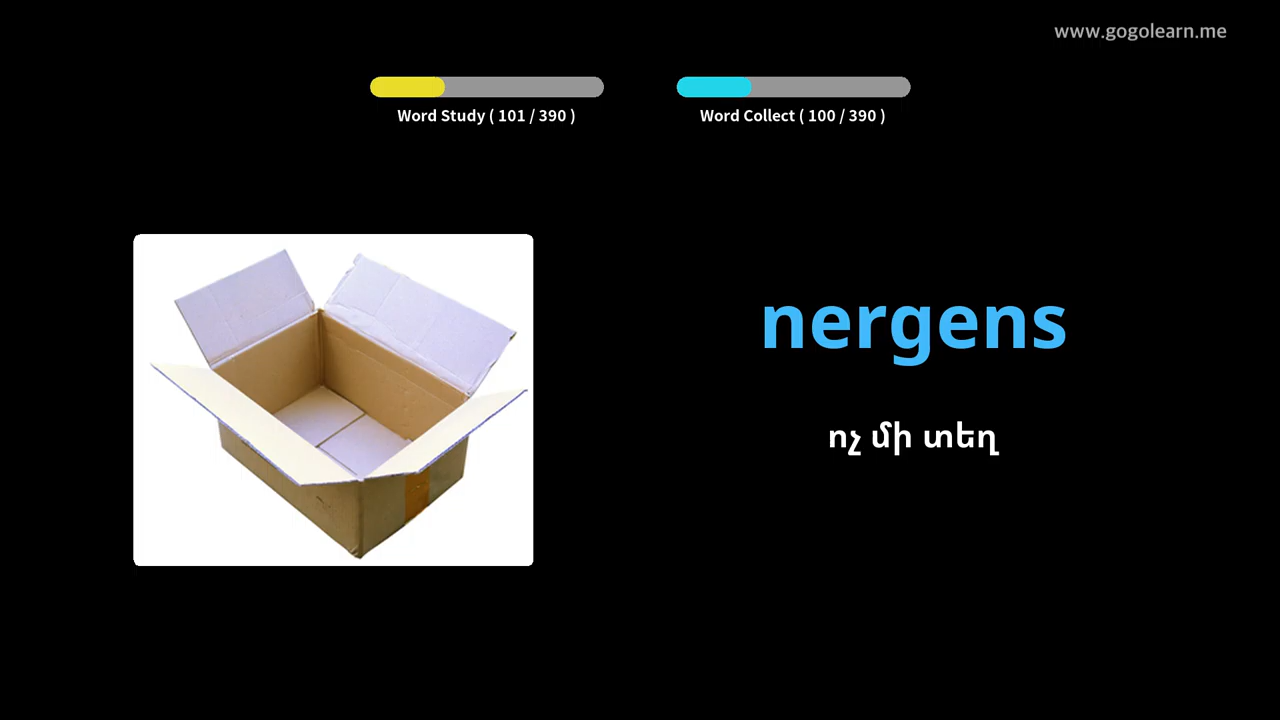 www.gogolearn.me
Word Study ( 101 / 390 )
Word Collect ( 100 / 390 )
nergens
ոչ մի տեղ